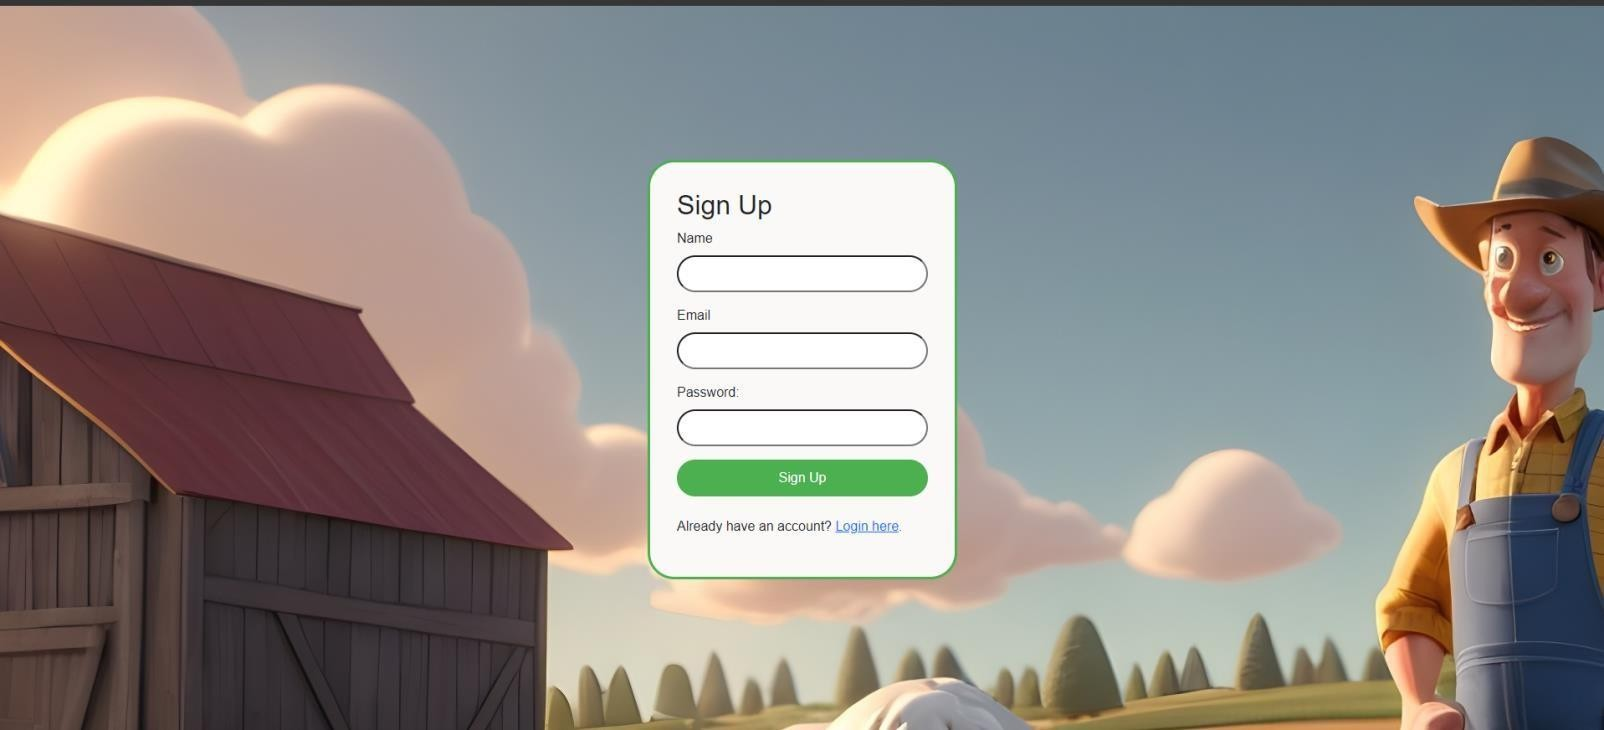 Sign Up
Name
Email
Password:
Sign Up
Already have an account? Login here.